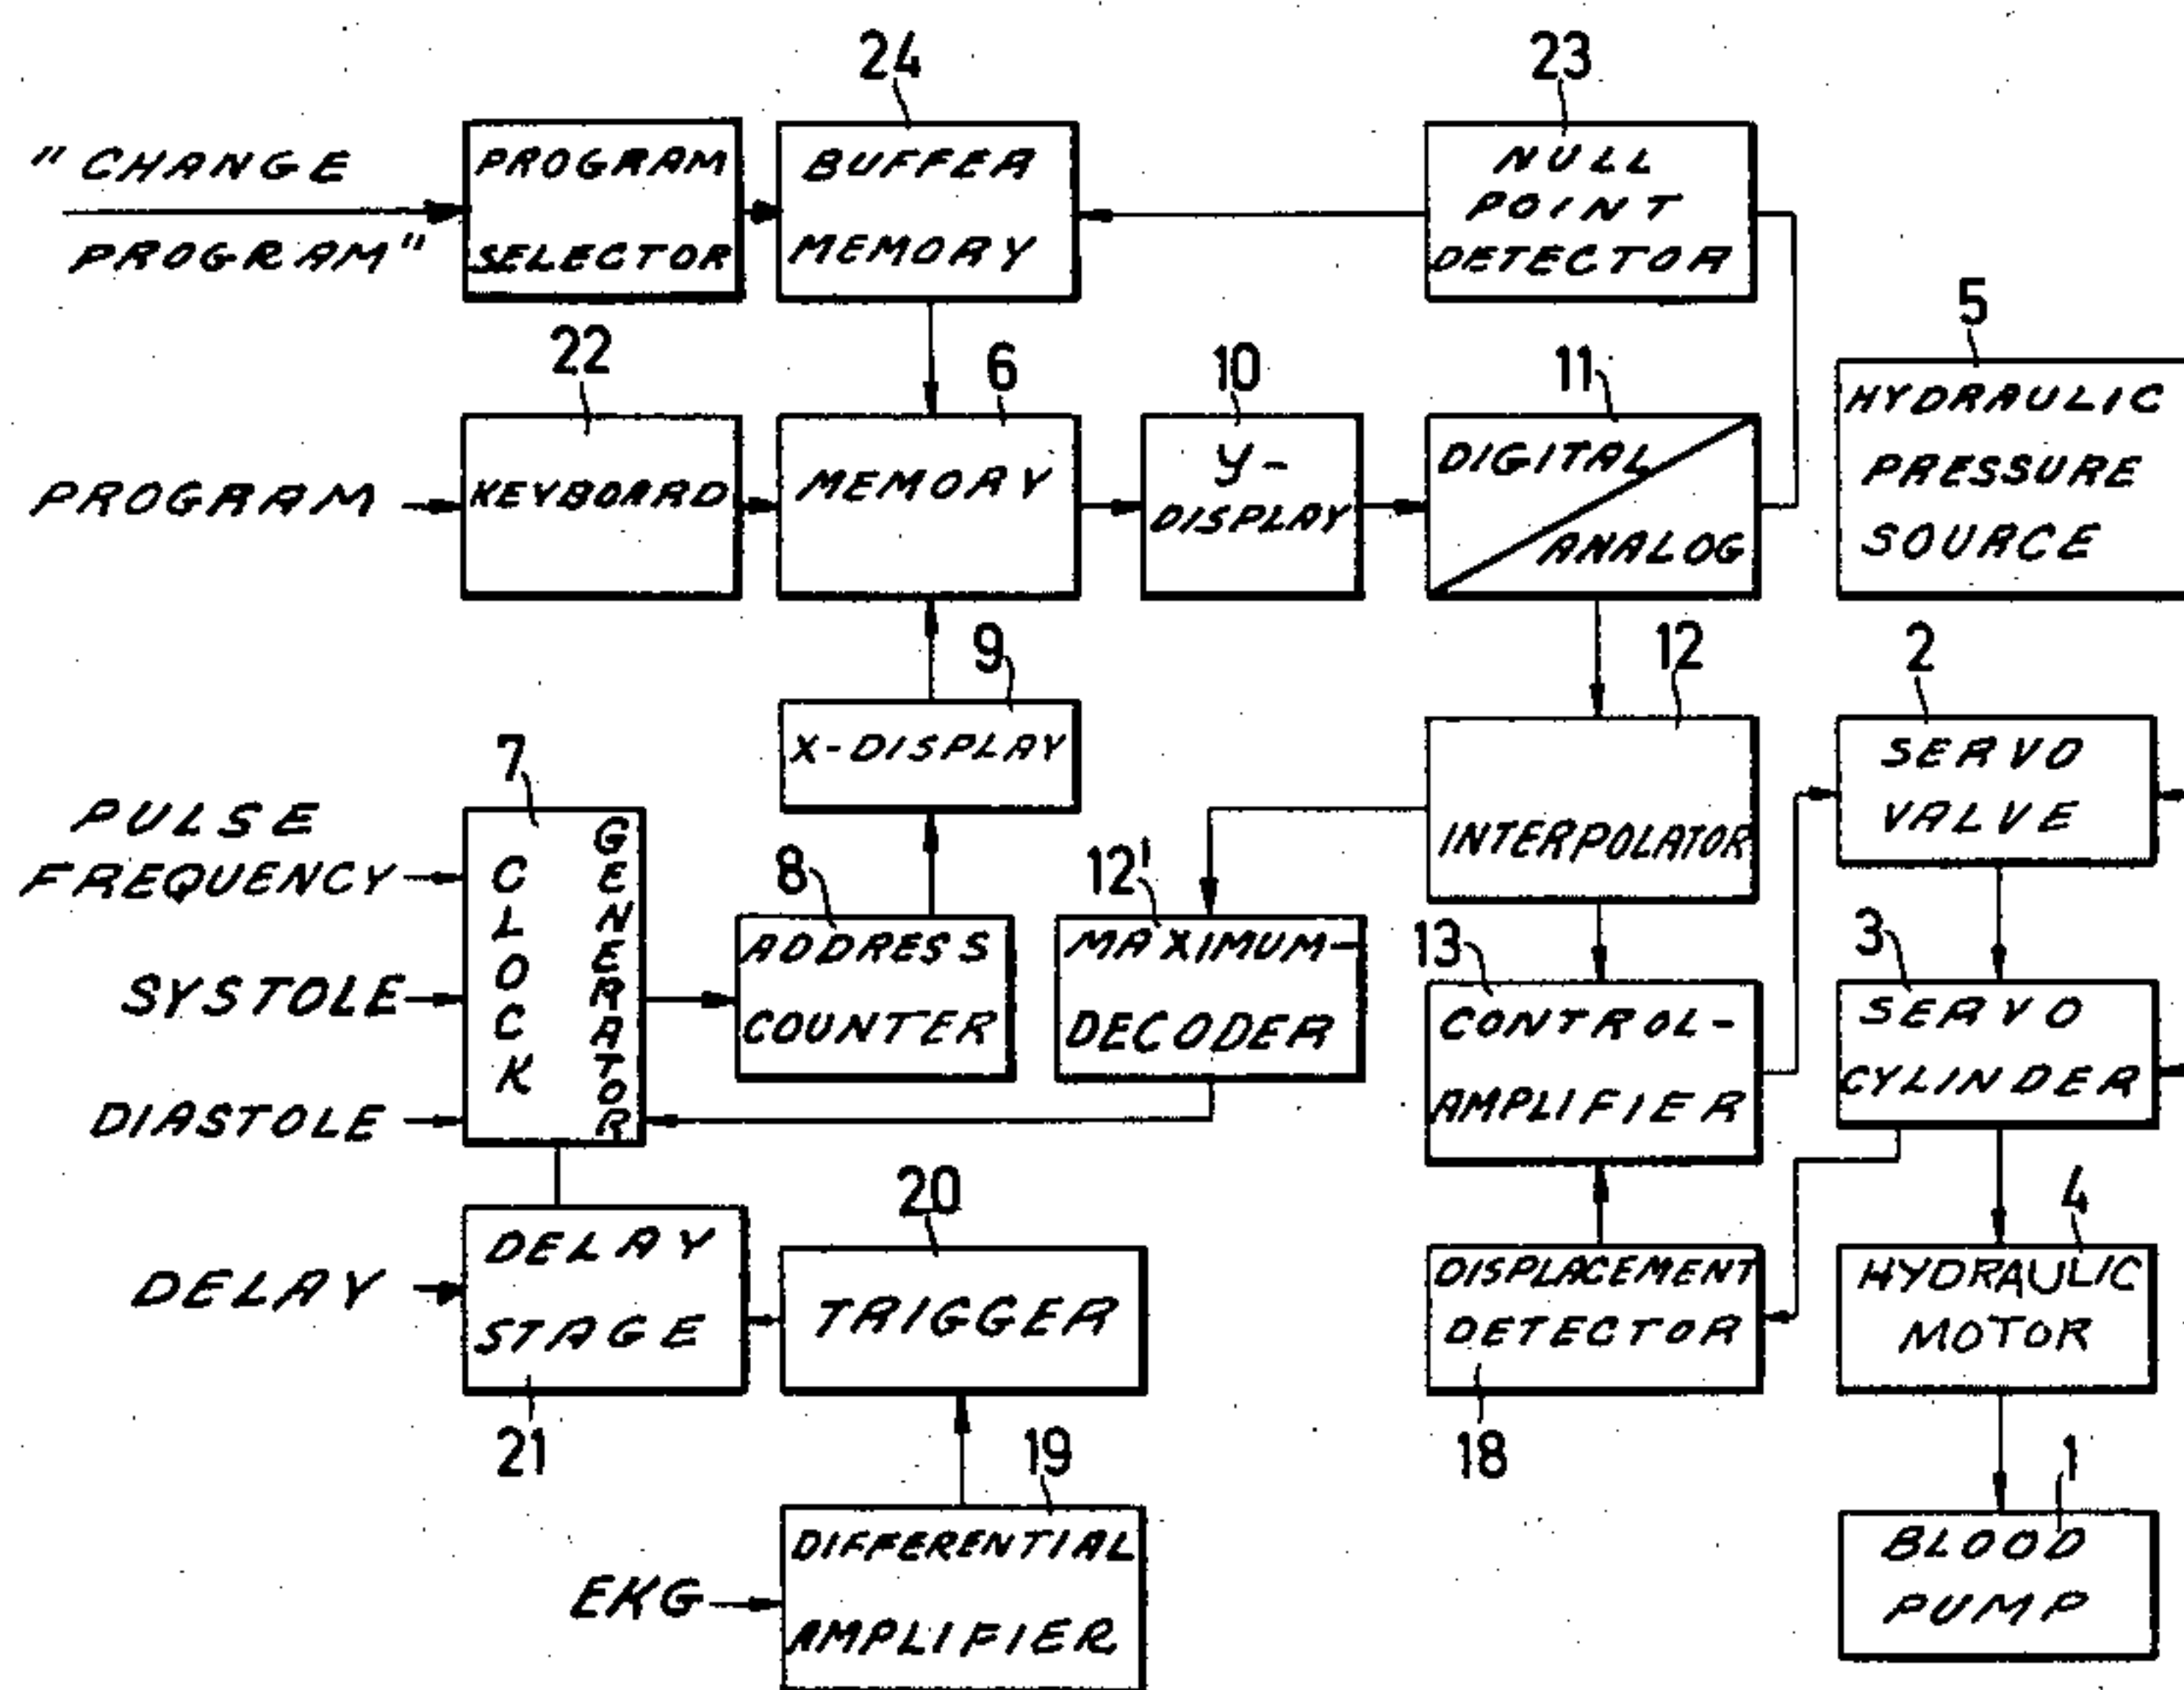 24
23
"CHANGE
PROGRAM"
PROGRAM
SELECTOR
BUFFER
MEMORY
NULL
POINT
DETECTOR
5
HYDRAULIC
PRESSURE
SOURCE
22
6
10
11
PROGRAM
KEYBOARD
MEMORY
Y-
DISPLAY
DIGITAL
ANALOG
9
X-DISPLAY
12
INTERPOLATOR
2
SERVO
VALVE
7
PULSE
FREQUENCY
SYSTOLE
DIASTOLE
CLOCK
GENERATOR
8
ADDRESS
COUNTER
12'
MAXIMUM-
DECODER
13
CONTROL-
AMPLIFIER
3
SERVO
CYLINDER
DELAY
DELAY
STAGE
21
20
TRIGGER
DISPLACEMENT
DETECTOR
18
4
HYDRAULIC
MOTOR
19
EKG
DIFFERENTIAL
AMPLIFIER
1
BLOOD
PUMP